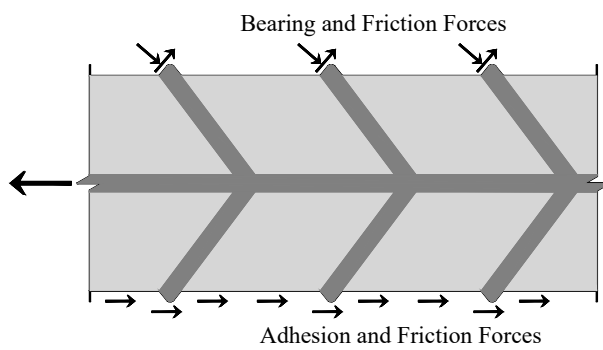 Bearing and Friction Forces
Adhesion and Friction Forces